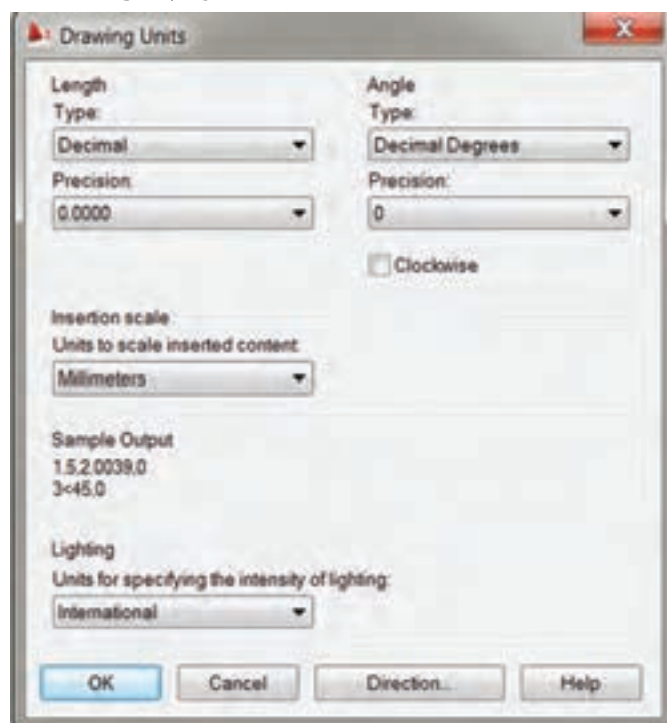 Drawing Units
Length
Type:
Decimal
Precision:
0.0000
Angle
Type:
Decimal Degrees
Precision:
0
Clockwise
Insertion scale
Units to scale inserted content:
Millimeters
Sample Output
1.5,2.0039,0
3<45,0
Lighting
Units for specifying the intensity of lighting:
International
OK
Cancel
Direction...
Help